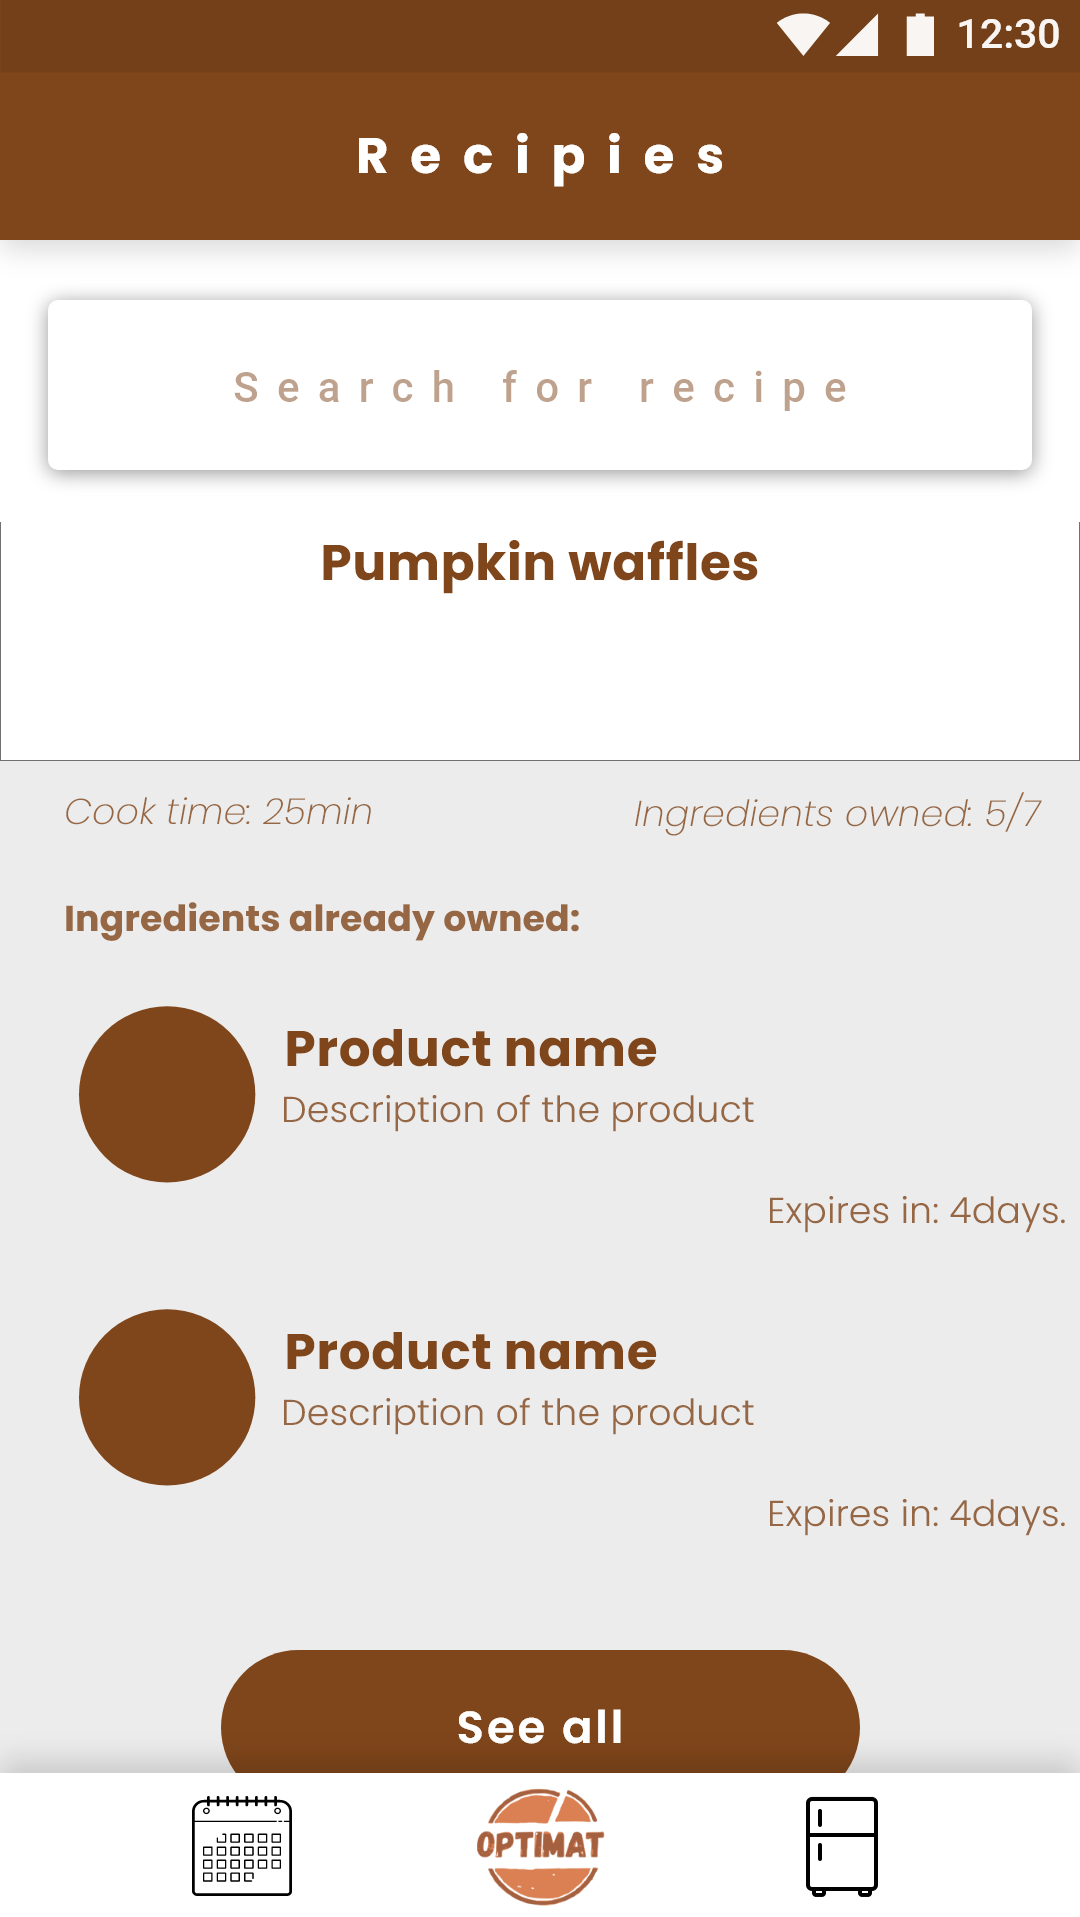 12:30
Recipies
Search for recipe
Pumpkin waffles
Cook time: 25min
Ingredients owned: 5/7
Ingredients already owned:
Product name
Description of the product
Expires in: 4days.
Product name
Description of the product
Expires in: 4days.
See all
OPTIMAT